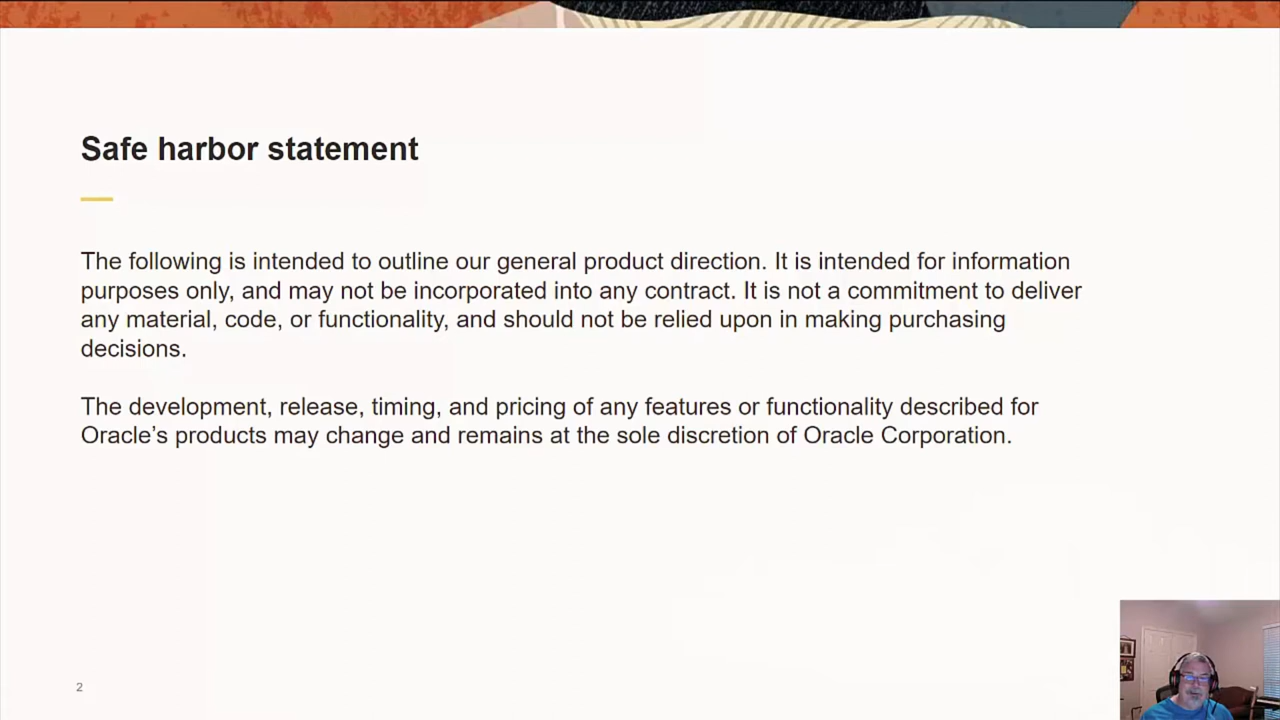 Safe harbor statement
The following is intended to outline our general product direction. It is intended for information
purposes only, and may not be incorporated into any contract. It is not a commitment to deliver
any material, code, or functionality, and should not be relied upon in making purchasing
decisions.
The development, release, timing, and pricing of any features or functionality described for
Oracle’s products may change and remains at the sole discretion of Oracle Corporation.
2